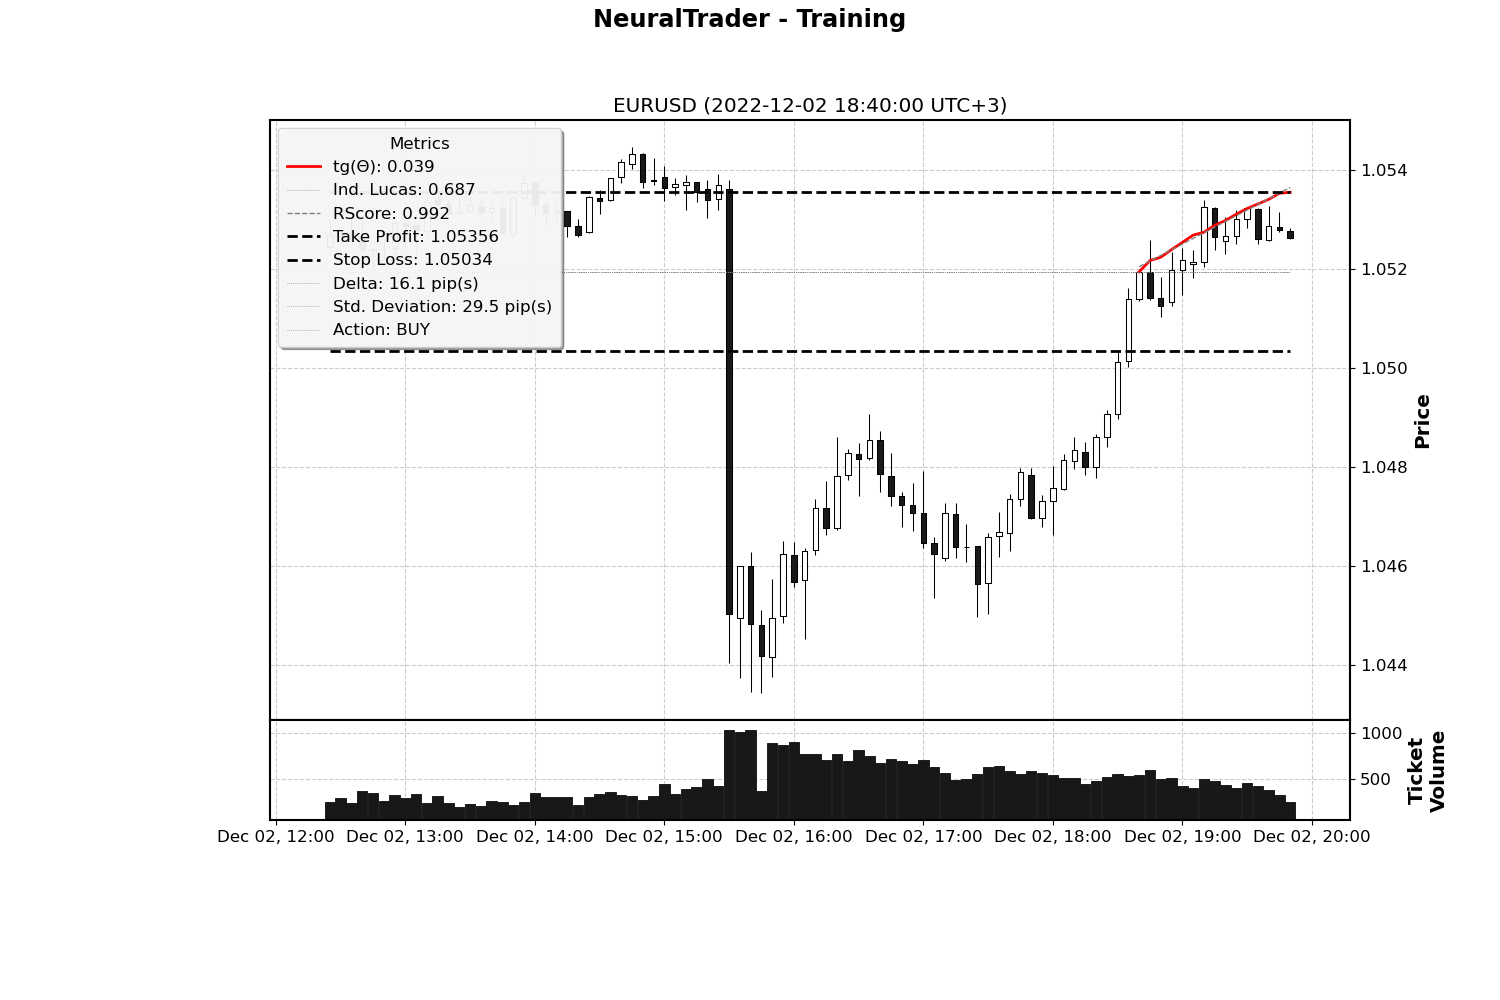 NeuralTrader - Training
EURUSD (2022-12-02 18:40:00 UTC+3)
Metrics
tg(Θ): 0.039
Ind. Lucas: 0.687
RScore: 0.992
Take Profit: 1.05356
Stop Loss: 1.05034
Delta: 16.1 pip(s)
Std. Deviation: 29.5 pip(s)
Action: BUY
1.054
1.052
1.050
1.048
1.046
1.044
Price
1000
500
Ticket
Volume
Dec 02, 12:00 Dec 02, 13:00 Dec 02, 14:00 Dec 02, 15:00 Dec 02, 16:00 Dec 02, 17:00 Dec 02, 18:00 Dec 02, 19:00 Dec 02, 20:00